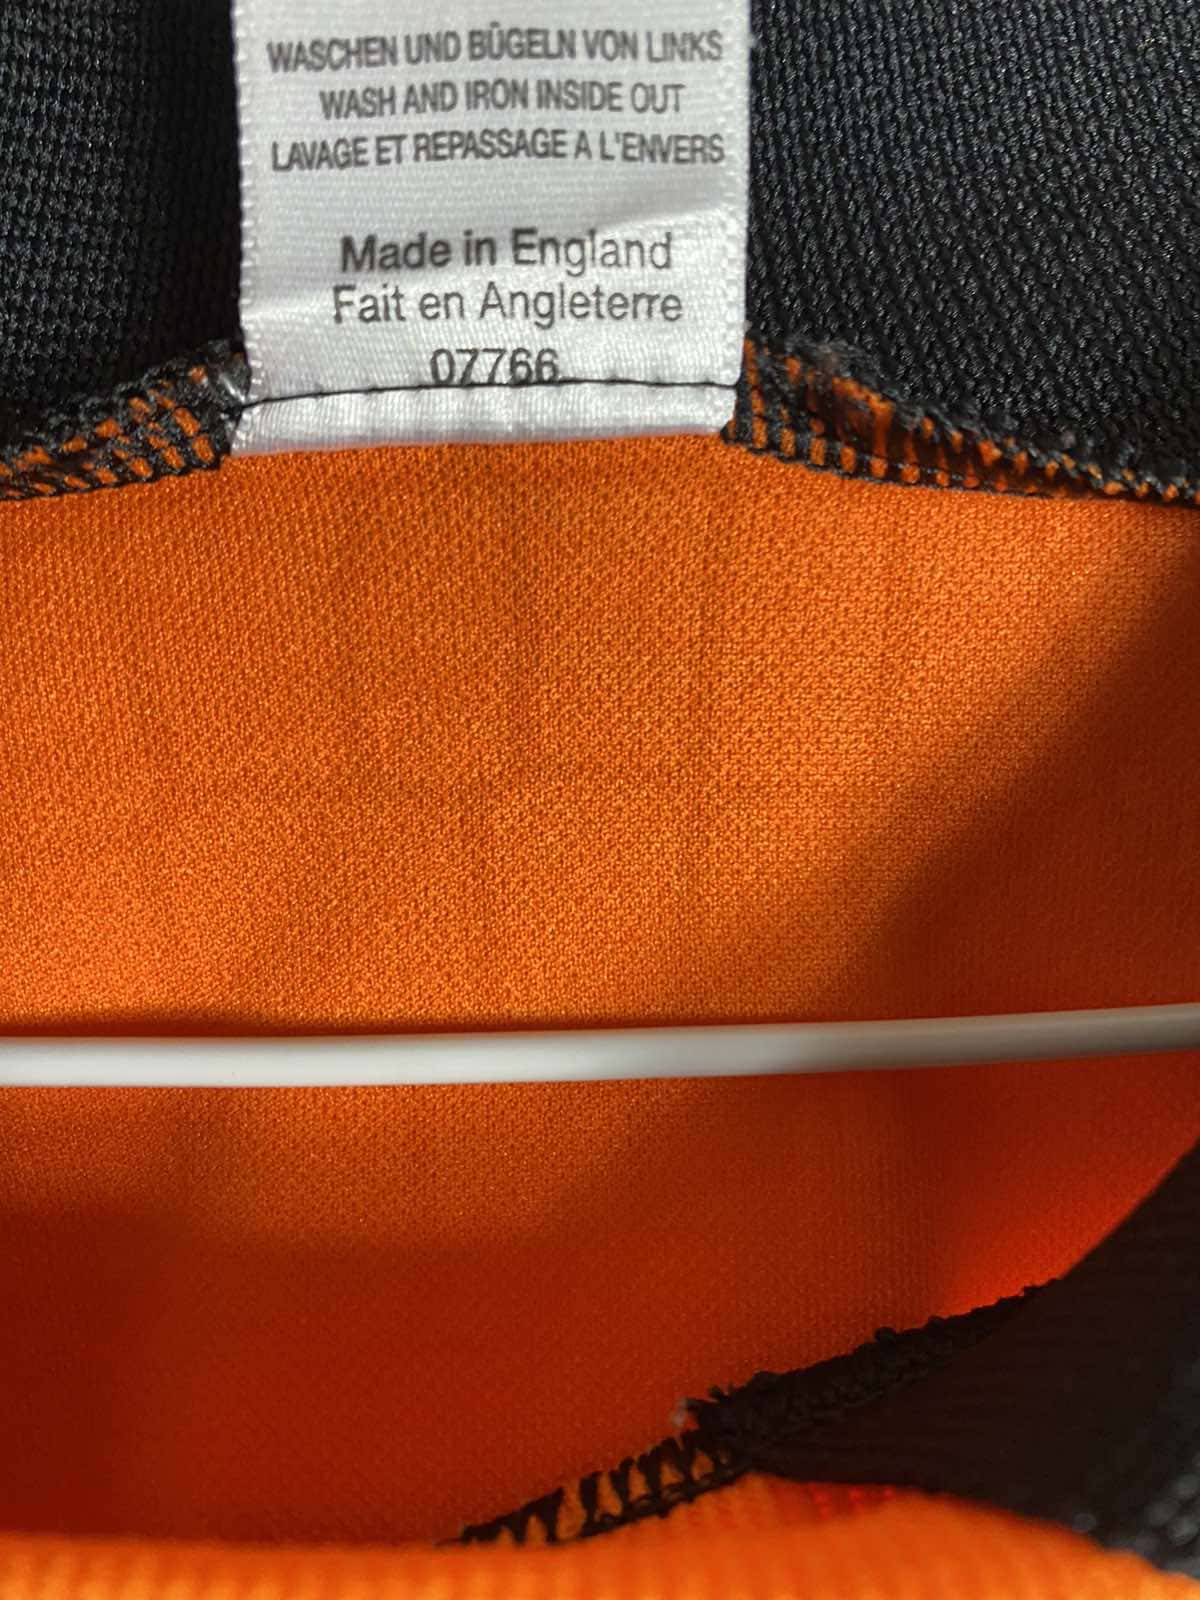 WASCHEN UND BÜGELN VON LINKS
WASH AND IRON INSIDE OUT
LAVAGE ET REPASSAGE A L'ENVERS
Made in England
Fait en Angleterre
07766